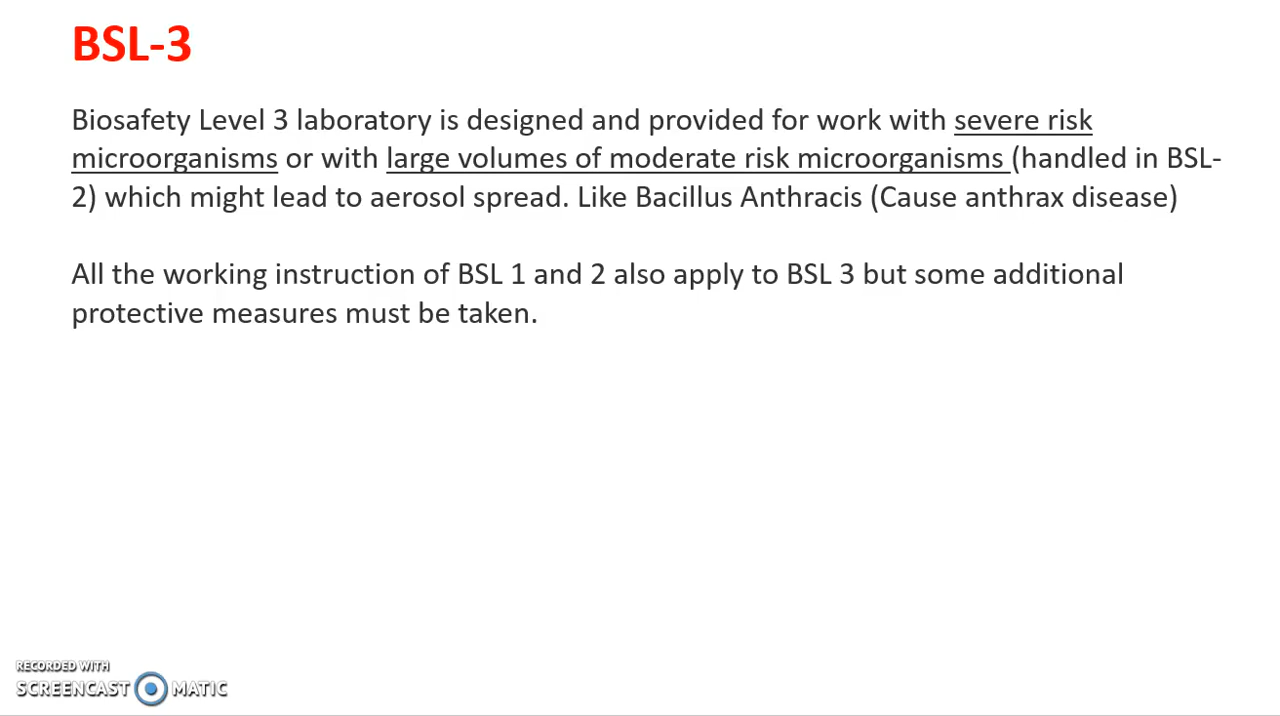 BSL-3
Biosafety Level 3 laboratory is designed and provided for work with severe risk
microorganisms or with large volumes of moderate risk microorganisms (handled in BSL-
2) which might lead to aerosol spread. Like Bacillus Anthracis (Cause anthrax disease)
All the working instruction of BSL 1 and 2 also apply to BSL 3 but some additional
protective measures must be taken.
RECORDED WITH
SCREENCAST MATIC